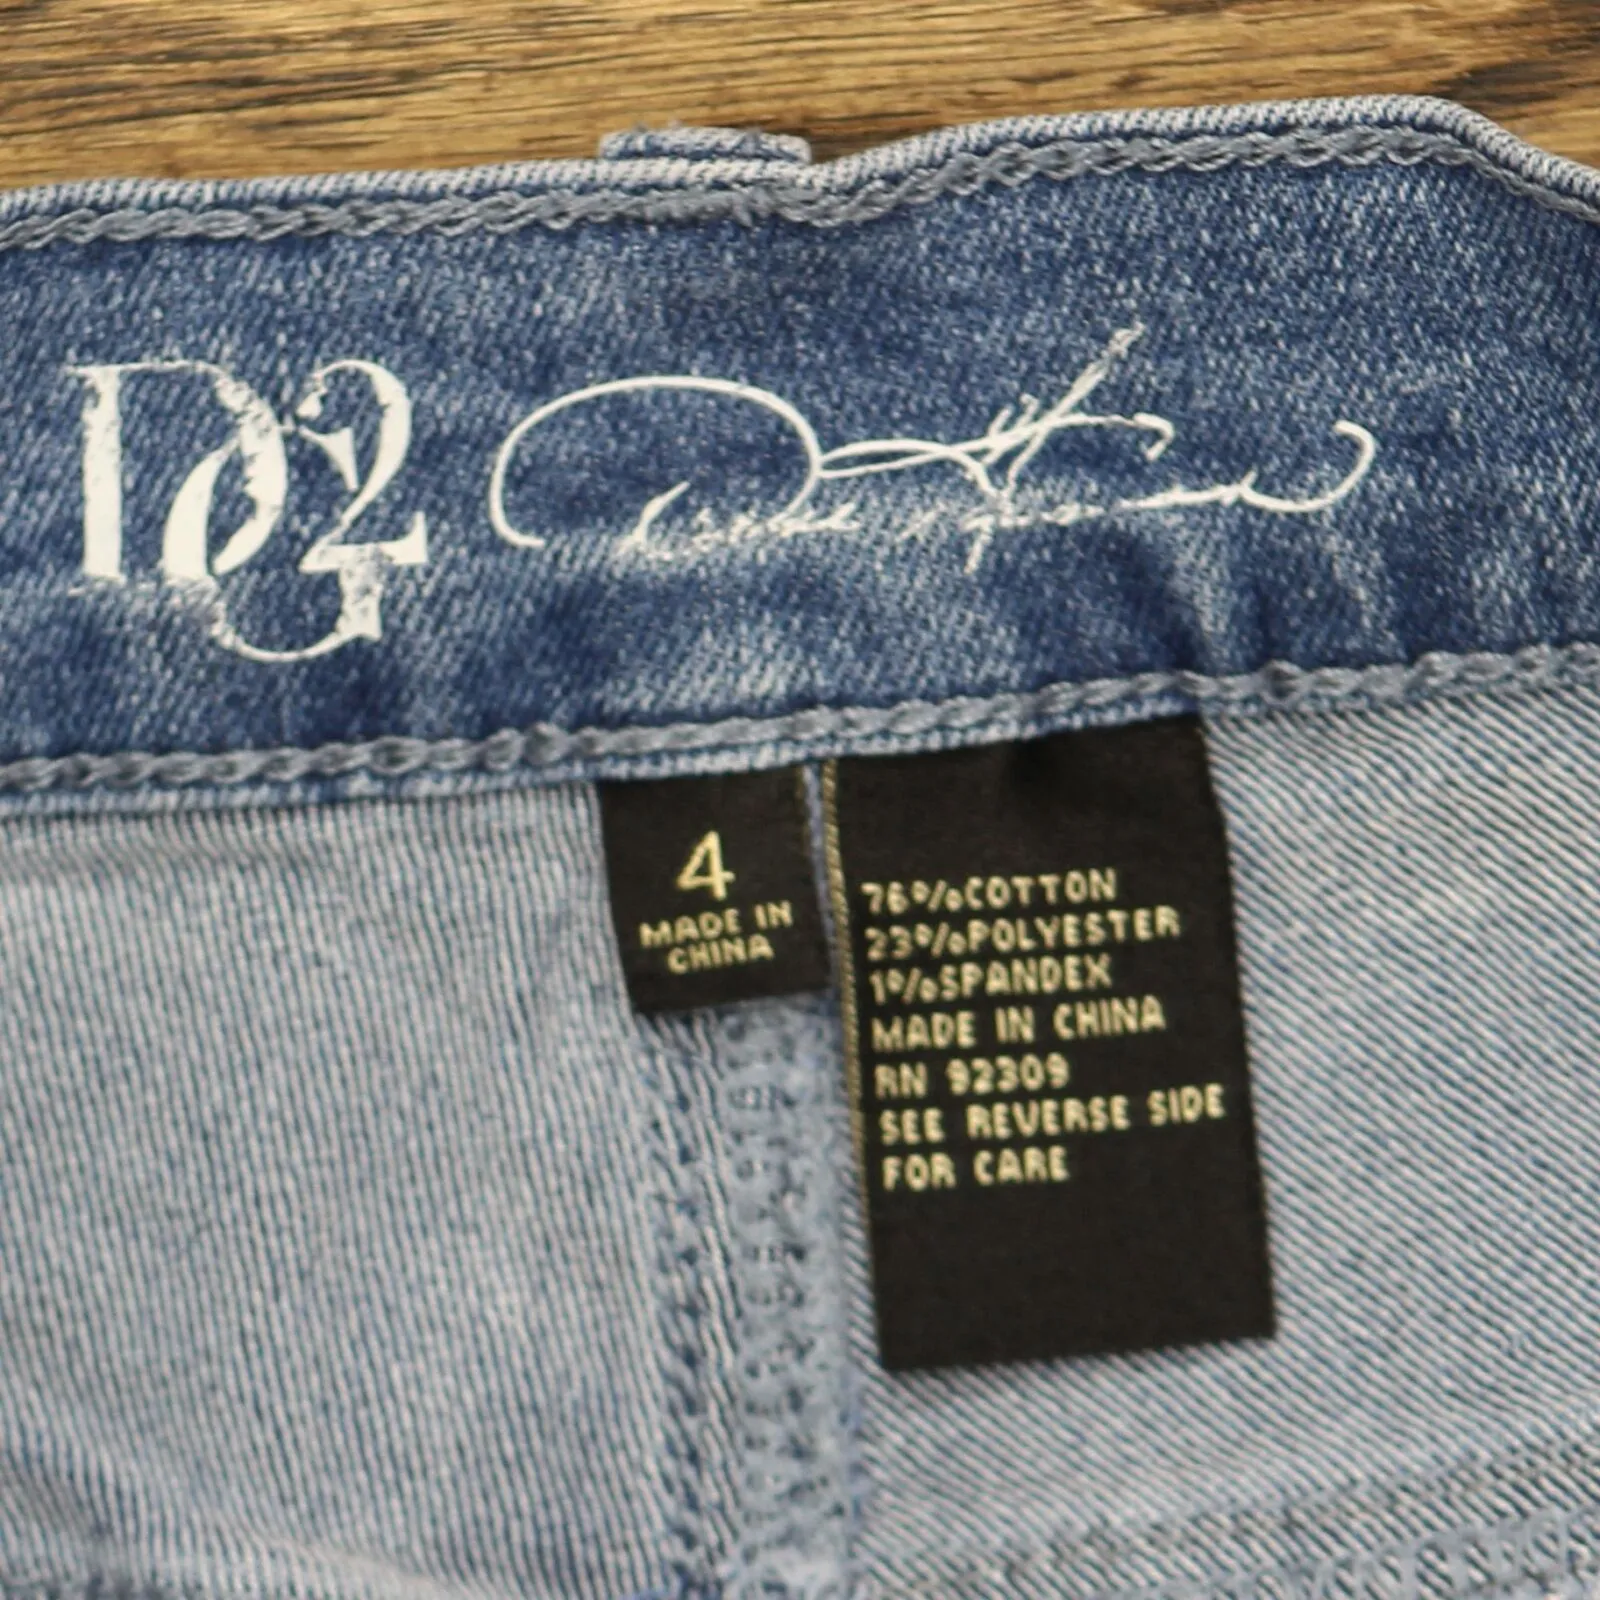 DG2
4
MADE IN
CHINA
76%COTTON
23%POLYESTER
1%SPANDEX
MADE IN CHINA
RN 92309
SEE REVERSE SIDE
FOR CARE